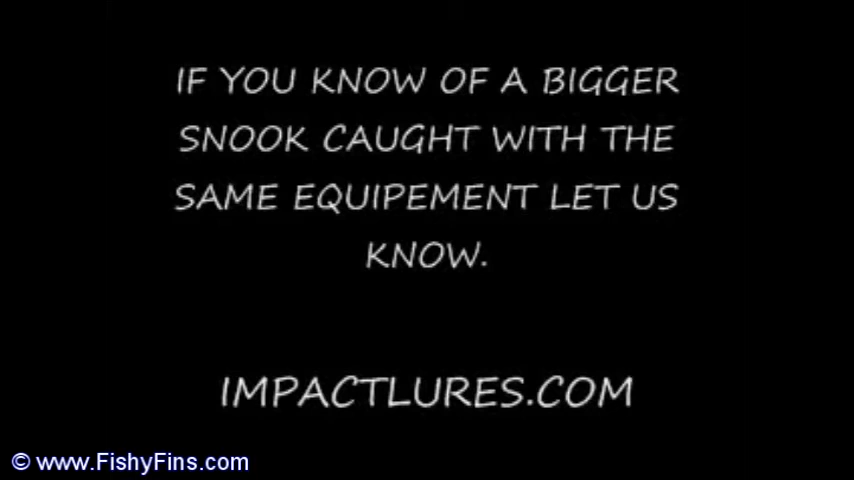 IF YOU KNOW OF A BIGGER
SNOOK CAUGHT WITH THE
SAME EQUIPEMENT LET US
KNOW.
IMPACTLURES.COM
© www.FishyFins.com